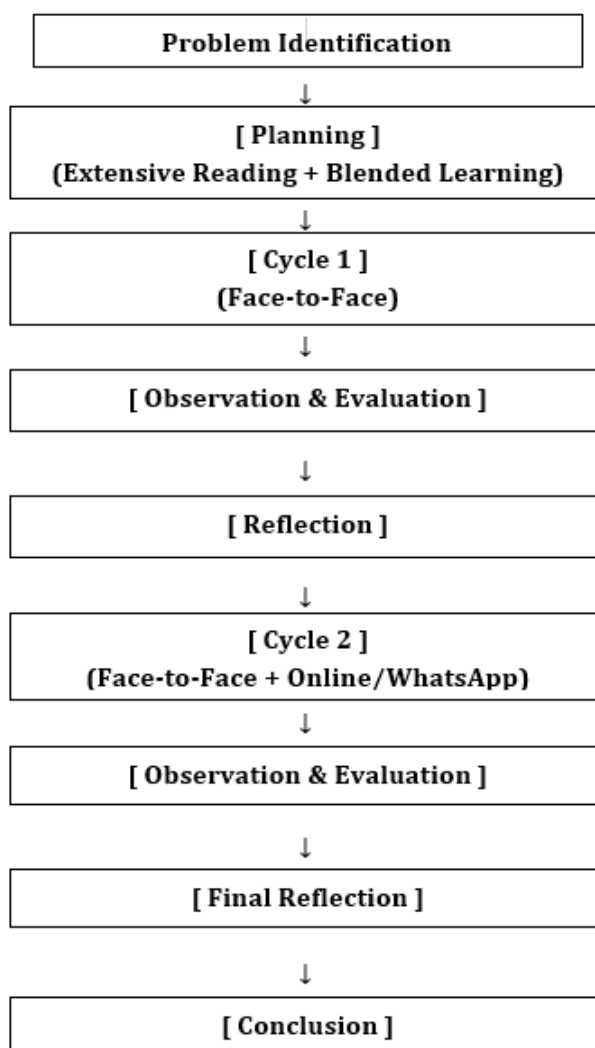 Problem Identification
↓
[ Planning ]
(Extensive Reading + Blended Learning)
↓
[ Cycle 1 ]
(Face-to-Face)
↓
[ Observation & Evaluation ]
↓
[ Reflection ]
↓
[ Cycle 2 ]
(Face-to-Face + Online/WhatsApp)
↓
[ Observation & Evaluation ]
↓
[ Final Reflection ]
↓
[ Conclusion ]